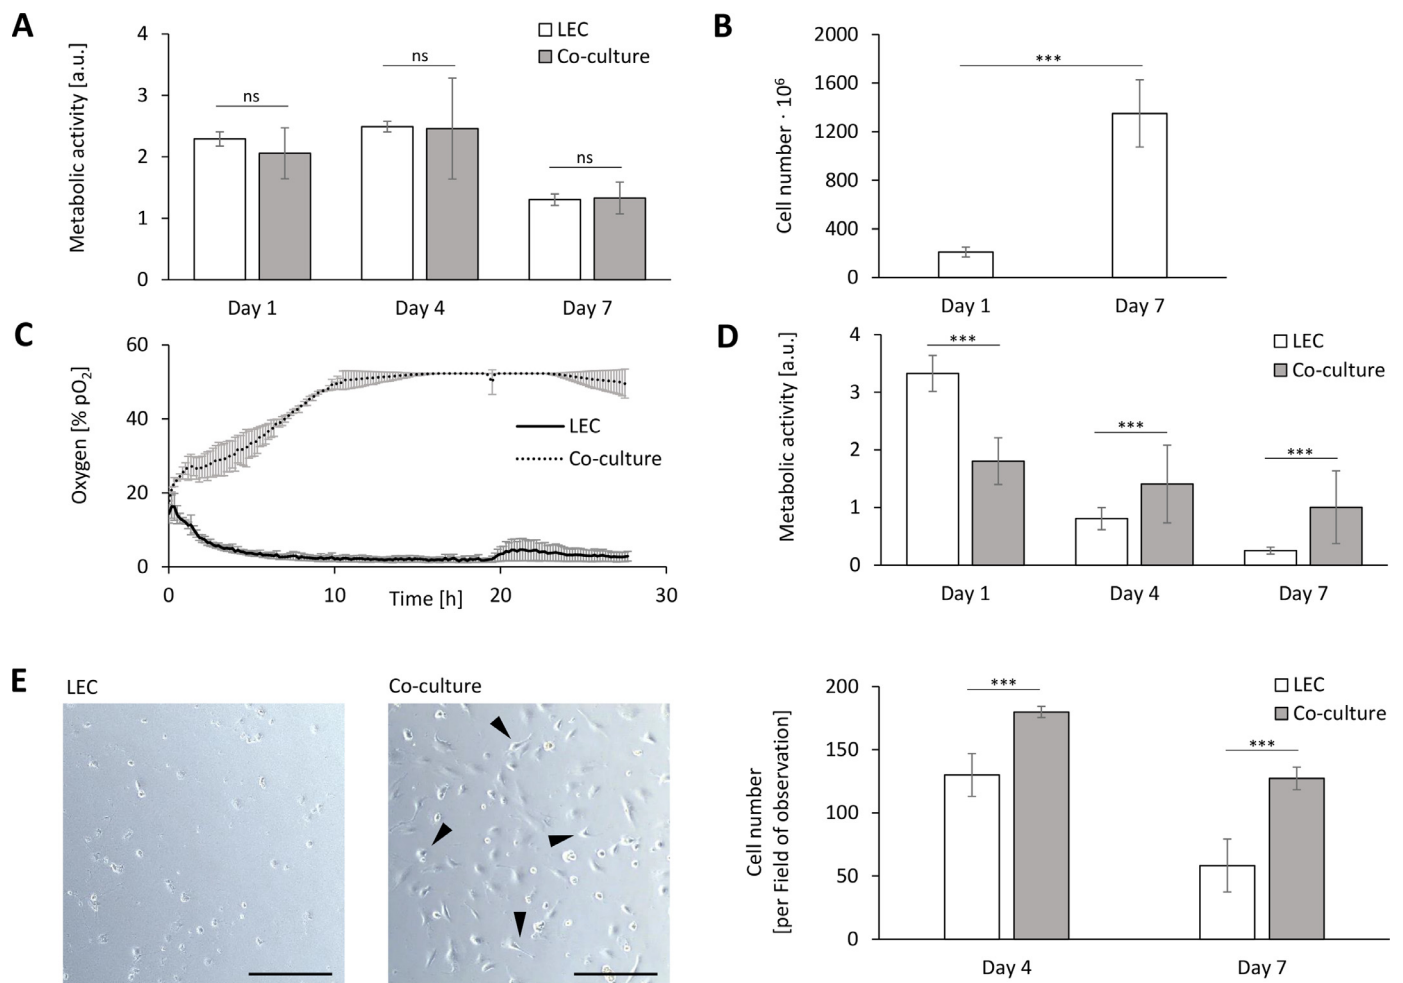 A
Metabolic activity [a.u.]
4
3
2
1
0
ns
ns
ns
LEC
Co-culture
Day 1
Day 4
Day 7
B
Cell number · 10⁶
2000
1600
1200
800
400
0
***
Day 1
Day 7
C
Oxygen [% pO₂]
60
40
20
0
LEC
Co-culture
0
10
20
30
Time [h]
D
Metabolic activity [a.u.]
4
3
2
1
0
***
***
***
LEC
Co-culture
Day 1
Day 4
Day 7
E
LEC
Co-culture
Cell number
[per Field of observation]
200
150
100
50
0
***
***
LEC
Co-culture
Day 4
Day 7